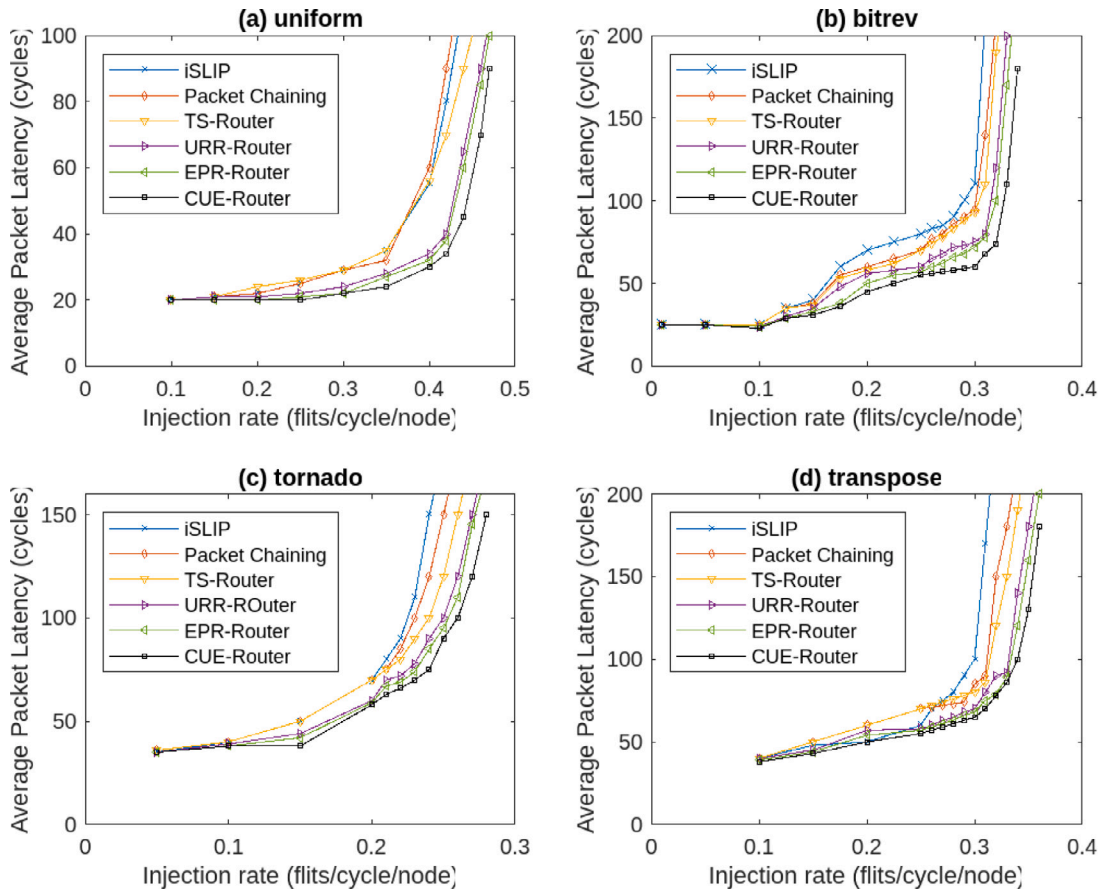 (a) uniform
Average Packet Latency (cycles)
100
80
60
40
20
0
iSLIP
Packet Chaining
TS-Router
URR-Router
EPR-Router
CUE-Router
0 0.1 0.2 0.3 0.4 0.5
Injection rate (flits/cycle/node)
(b) bitrev
Average Packet Latency (cycles)
200
150
100
50
0
iSLIP
Packet Chaining
TS-Router
URR-Router
EPR-Router
CUE-Router
0 0.1 0.2 0.3 0.4
Injection rate (flits/cycle/node)
(c) tornado
Average Packet Latency (cycles)
150
100
50
0
iSLIP
Packet Chaining
TS-Router
URR-ROuter
EPR-Router
CUE-Router
0 0.1 0.2 0.3
Injection rate (flits/cycle/node)
(d) transpose
Average Packet Latency (cycles)
200
150
100
50
0
iSLIP
Packet Chaining
TS-Router
URR-Router
EPR-Router
CUE-Router
0 0.1 0.2 0.3 0.4
Injection rate (flits/cycle/node)